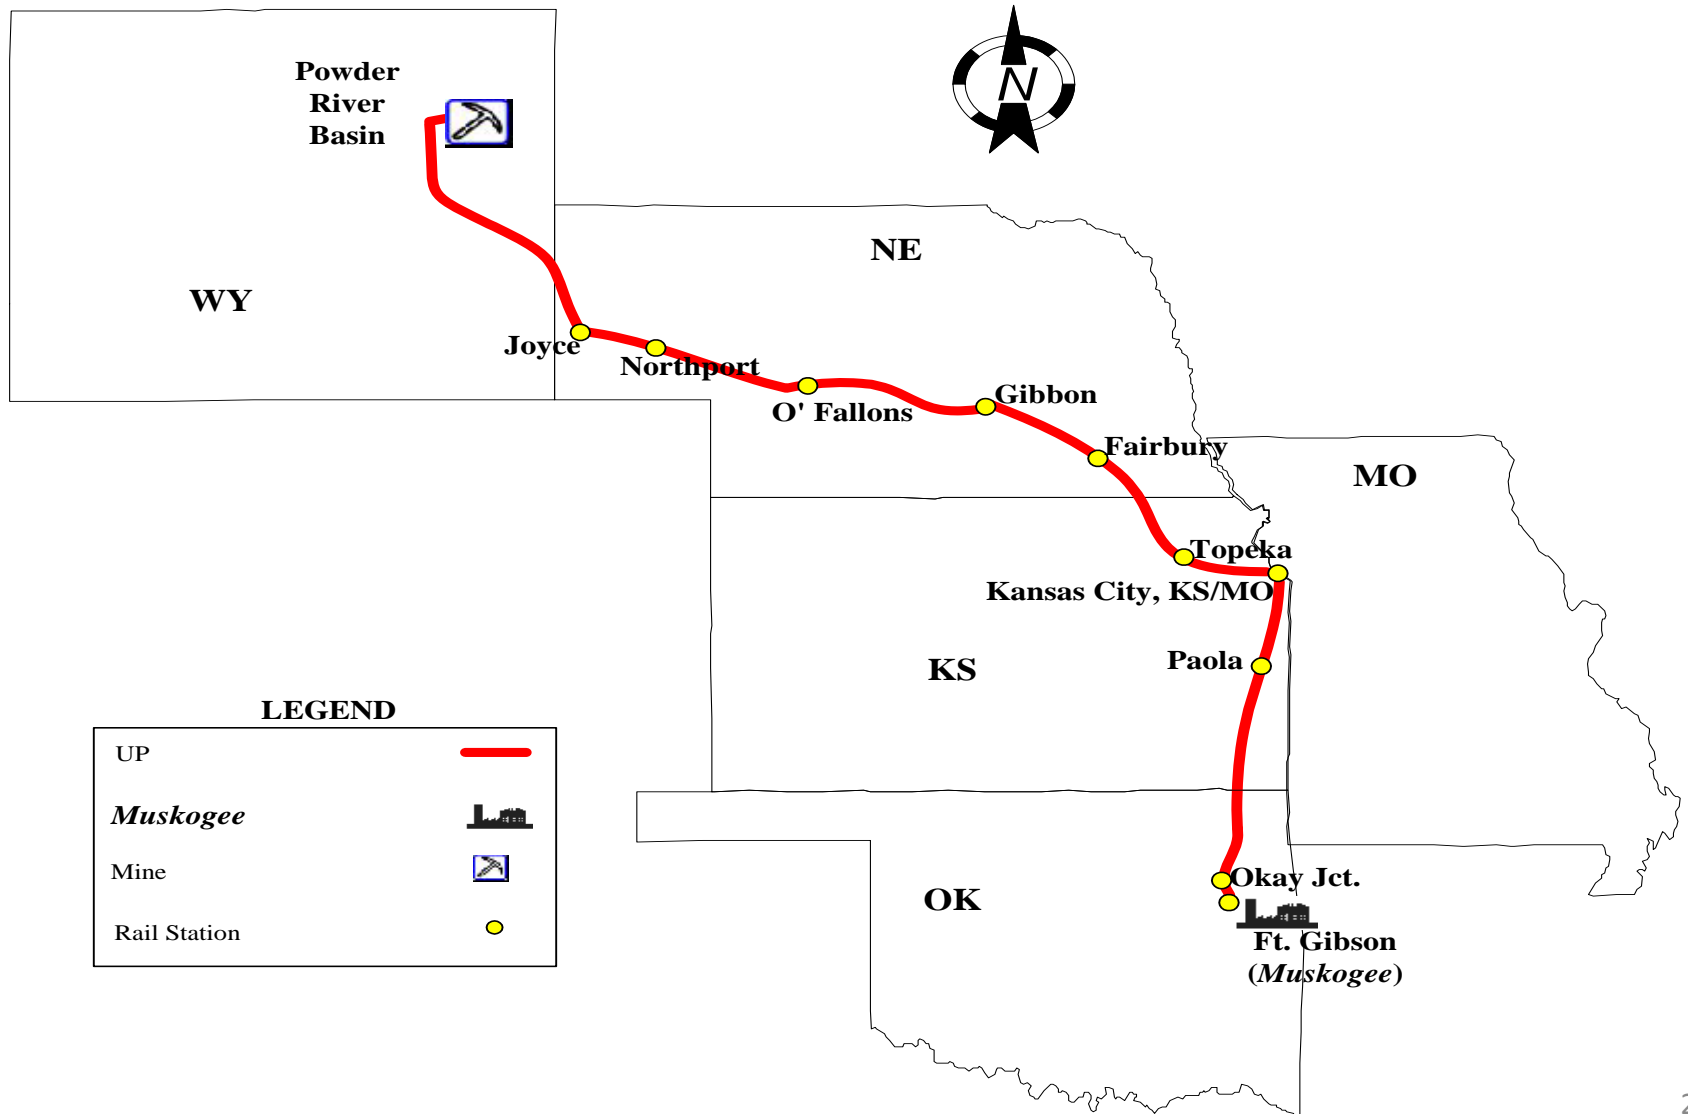 Powder
River
Basin
N
NE
WY
Joyce
Northport
O' Fallons
Gibbon
Fairbury
MO
Topeka
Kansas City, KS/MO
Paola
KS
LEGEND
UP
Muskogee
Mine
Rail Station
OK
Okay Jct.
Ft. Gibson
(Muskogee)